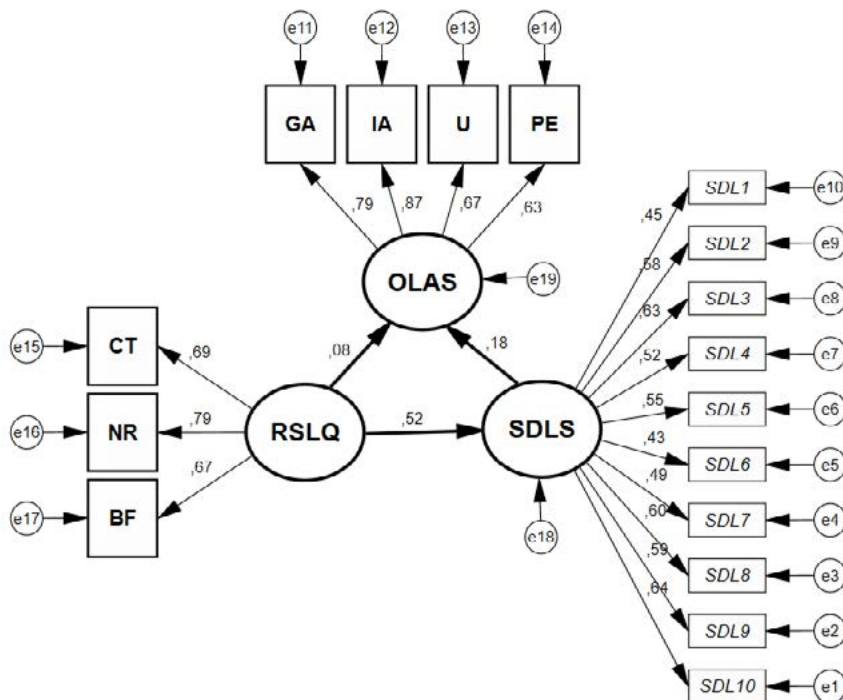 e11 e12 e13 e14
GA IA U PE
,79 ,87 ,67 ,63
OLAS e19
,08 ,18
e15 CT ,69
e16 NR ,79
e17 BF ,67
RSLQ ,52 SDLS
e18
,45 SDL1 e10
,58 SDL2 e9
,63 SDL3 e8
,52 SDL4 e7
,55 SDL5 e6
,43 SDL6 e5
,49 SDL7 e4
,60 SDL8 e3
,59 SDL9 e2
,64 SDL10 e1